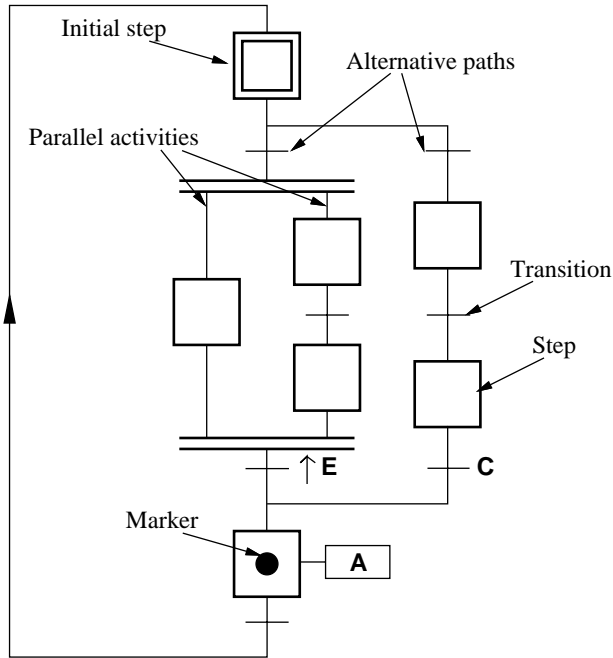 Initial step
Alternative paths
Parallel activities
Transition
Step
↑ E
C
Marker
A